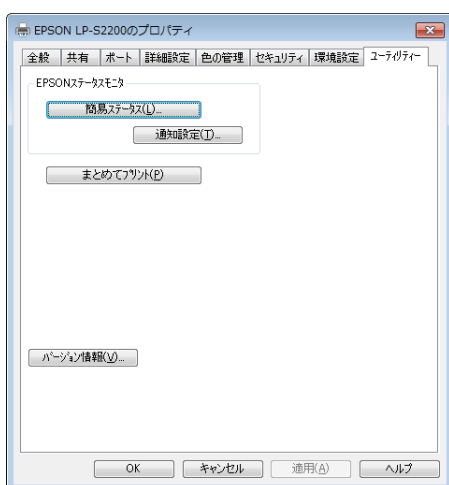 EPSON LP-S2200のプロパティ
全般 共有 ポート 詳細設定 色の管理 セキュリティ 環境設定 ユーティリティー
EPSONステータスモニタ
簡易ステータス(L)...
通知設定(T)...
まとめてプリント(P)
バージョン情報(V)...
OK キャンセル 適用(A) ヘルプ